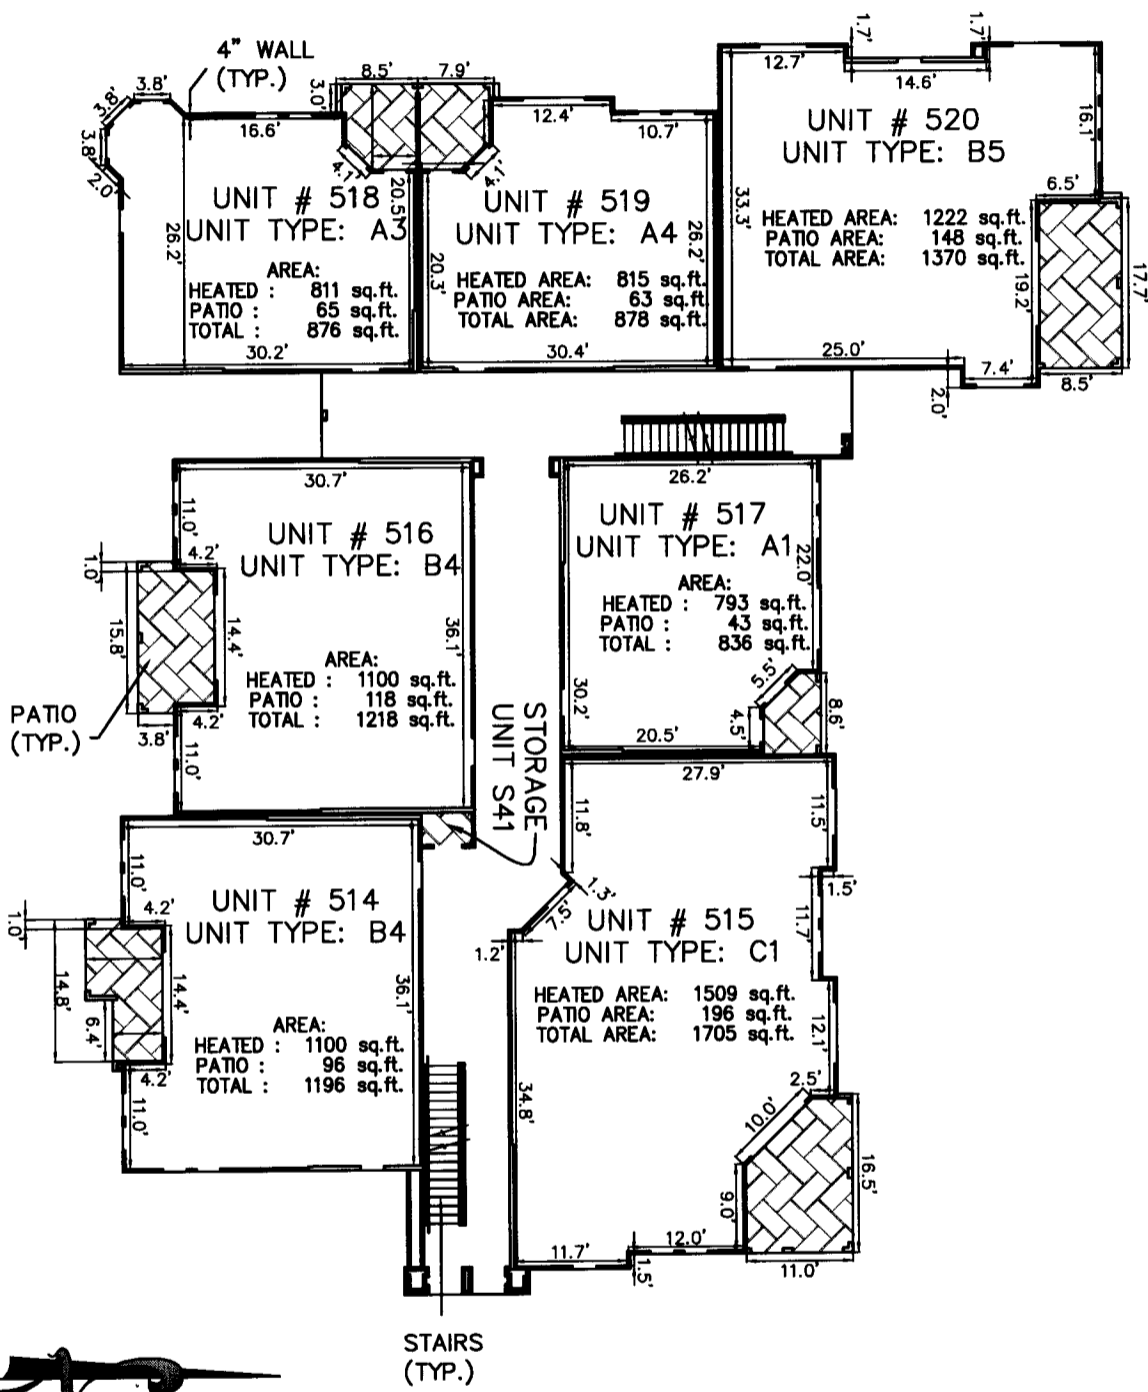 4" WALL
(TYP.)
3.8'
3.8'
3.8'
2.0'
16.6'
3.0'
8.5'
7.9'
12.4'
10.7'
4.1'
4.1'
20.5'
26.2'
UNIT # 518
UNIT TYPE: A3
AREA:
HEATED : 811 sq.ft.
PATIO : 65 sq.ft.
TOTAL : 876 sq.ft.
30.2'
UNIT # 519
UNIT TYPE: A4
26.2'
20.3'
HEATED AREA: 815 sq.ft.
PATIO AREA: 63 sq.ft.
TOTAL AREA: 878 sq.ft.
30.4'
1.7'
1.7'
12.7'
14.6'
16.1'
UNIT # 520
UNIT TYPE: B5
33.3'
6.5'
HEATED AREA: 1222 sq.ft.
PATIO AREA: 148 sq.ft.
TOTAL AREA: 1370 sq.ft.
19.2'
17.7'
25.0'
7.4'
8.5'
2.0'
30.7'
11.0'
UNIT # 516
UNIT TYPE: B4
4.2'
1.0'
15.8'
14.4'
36.1'
AREA:
HEATED : 1100 sq.ft.
PATIO : 118 sq.ft.
TOTAL : 1218 sq.ft.
4.2'
3.8'
11.0'
PATIO
(TYP.)
STORAGE
UNIT S41
26.2'
UNIT # 517
UNIT TYPE: A1
22.0'
AREA:
HEATED : 793 sq.ft.
PATIO : 43 sq.ft.
TOTAL : 836 sq.ft.
5.5'
30.2'
4.5'
8.6'
20.5'
27.9'
11.8'
11.5'
1.3'
7.5'
1.5'
1.2'
11.7'
UNIT # 515
UNIT TYPE: C1
HEATED AREA: 1509 sq.ft.
PATIO AREA: 196 sq.ft.
TOTAL AREA: 1705 sq.ft.
12.1'
2.5'
34.8'
10.0'
16.5'
9.0'
11.7'
12.0'
1.5'
11.0'
30.7'
11.0'
UNIT # 514
UNIT TYPE: B4
4.2'
1.0'
14.8'
14.4'
6.4'
36.1'
AREA:
HEATED : 1100 sq.ft.
PATIO : 96 sq.ft.
TOTAL : 1196 sq.ft.
4.2'
11.0'
STAIRS
(TYP.)